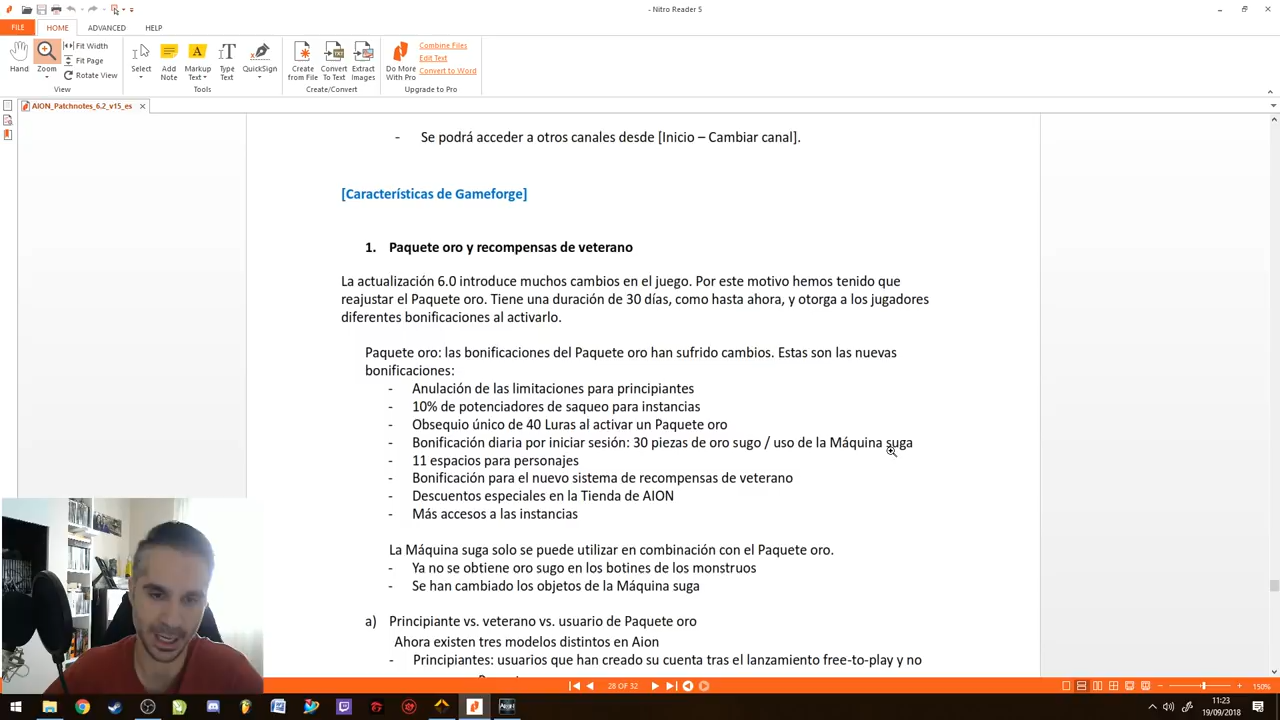 - Nitro Reader 5
FILE
HOME
ADVANCED
HELP
Hand
Zoom
Fit Width
Fit Page
Rotate View
View
Select
Add Note
Markup Text
Type Text
QuickSign
Tools
Create from File
Convert To Text
Extract Images
Create/Convert
Do More With Pro
Combine Files
Edit Text
Convert to Word
Upgrade to Pro
AION_Patchnotes_6.2_v15_es
- Se podrá acceder a otros canales desde [Inicio – Cambiar canal].
[Características de Gameforge]
1. Paquete oro y recompensas de veterano
La actualización 6.0 introduce muchos cambios en el juego. Por este motivo hemos tenido que
reajustar el Paquete oro. Tiene una duración de 30 días, como hasta ahora, y otorga a los jugadores
diferentes bonificaciones al activarlo.
Paquete oro: las bonificaciones del Paquete oro han sufrido cambios. Estas son las nuevas
bonificaciones:
- Anulación de las limitaciones para principiantes
- 10% de potenciadores de saqueo para instancias
- Obsequio único de 40 Luras al activar un Paquete oro
- Bonificación diaria por iniciar sesión: 30 piezas de oro sugo / uso de la Máquina suga
- 11 espacios para personajes
- Bonificación para el nuevo sistema de recompensas de veterano
- Descuentos especiales en la Tienda de AION
- Más accesos a las instancias
La Máquina suga solo se puede utilizar en combinación con el Paquete oro.
- Ya no se obtiene oro sugo en los botines de los monstruos
- Se han cambiado los objetos de la Máquina suga
a) Principiante vs. veterano vs. usuario de Paquete oro
Ahora existen tres modelos distintos en Aion
- Principiantes: usuarios que han creado su cuenta tras el lanzamiento free-to-play y no
28 OF 32
150%
11:23
19/09/2018